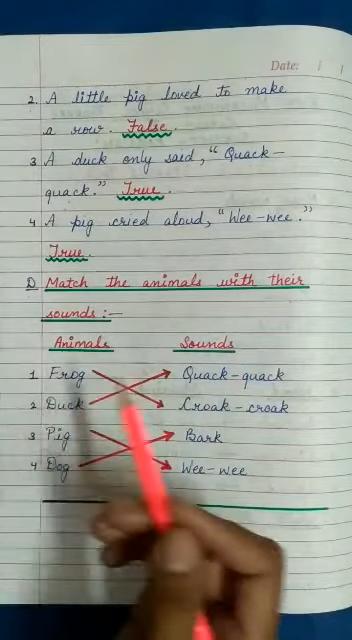 Date:
2. A little pig loved to make
a row. False.
3 A duck only said, "Quack-
quack." True.
4 A pig cried aloud, "Wee-wee."
True.
D Match the animals with their
sounds :-
Animals Sounds
1 Frog Quack-quack
2 Duck Croak-croak
3 Pig Bark
4 Dog Wee-wee